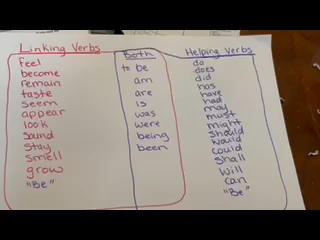 Linking Verbs
feel
become
remain
taste
seem
appear
look
sound
stay
smell
grow
"Be"
Both
to be
am
are
is
was
were
being
been
Helping Verbs
do
does
did
has
have
had
may
must
might
should
would
could
shall
will
can
"Be"